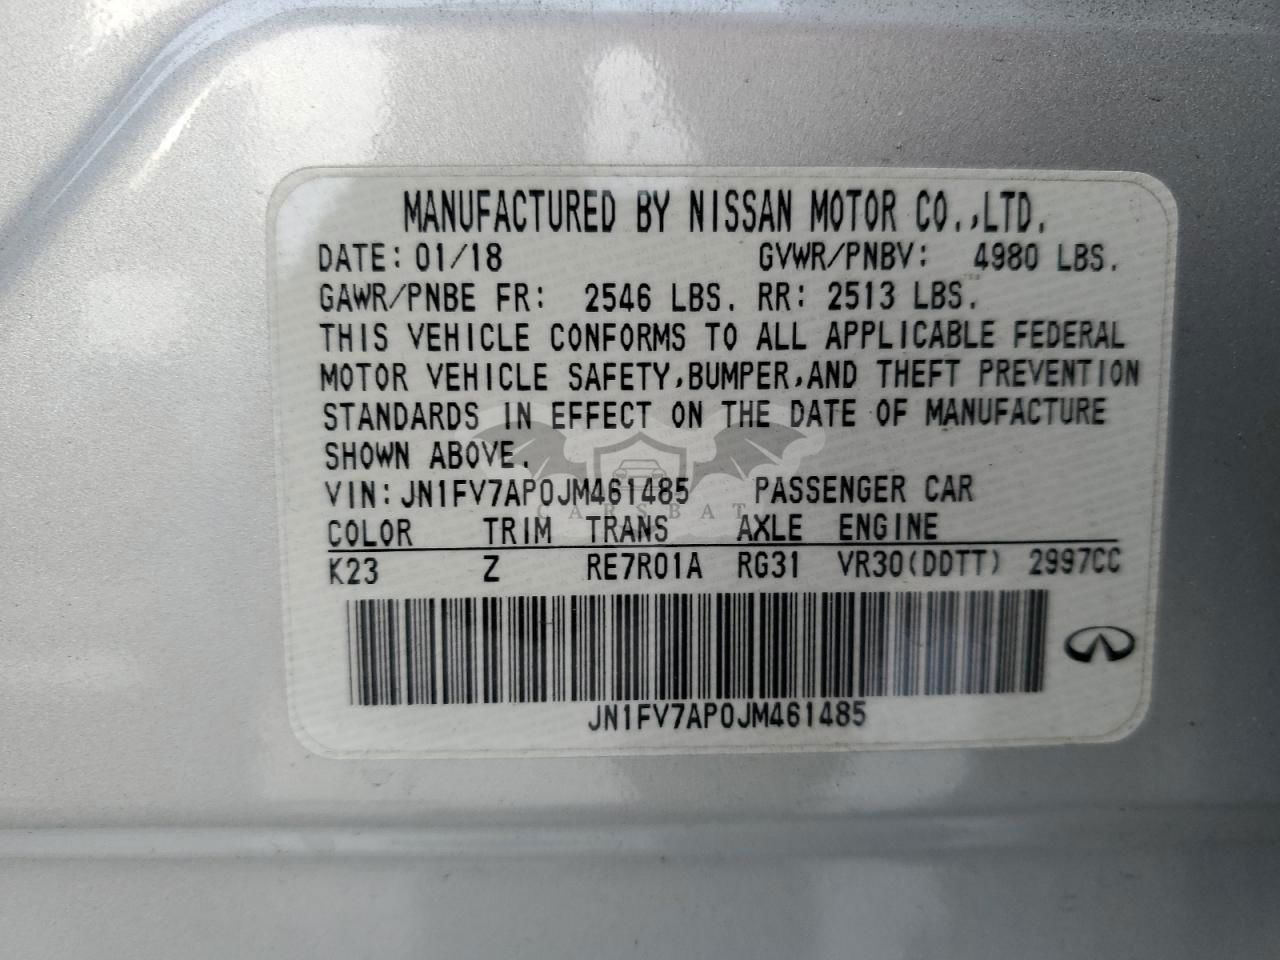 MANUFACTURED BY NISSAN MOTOR CO.,LTD.
DATE: 01/18 GVWR/PNBV: 4980 LBS.
GAWR/PNBE FR: 2546 LBS. RR: 2513 LBS.
THIS VEHICLE CONFORMS TO ALL APPLICABLE FEDERAL
MOTOR VEHICLE SAFETY,BUMPER,AND THEFT PREVENTION
STANDARDS IN EFFECT ON THE DATE OF MANUFACTURE
SHOWN ABOVE.
VIN: JN1FV7AP0JM461485 PASSENGER CAR
CARSBAT
COLOR TRIM TRANS AXLE ENGINE
K23 Z RE7R01A RG31 VR30(DDTT) 2997CC
JN1FV7AP0JM461485